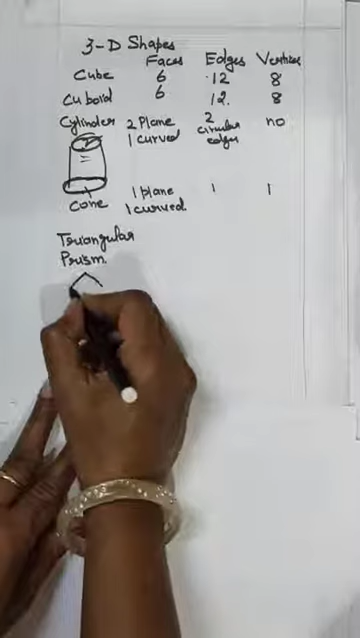 3-D Shapes
Faces Edges Vertices
Cube 6 12 8
Cuboid 6 12. 8
Cylinder 2 Plane 2 no
1 curved circular
edges
Cone 1 plane 1 1
1 curved.
Triangular
Prism.